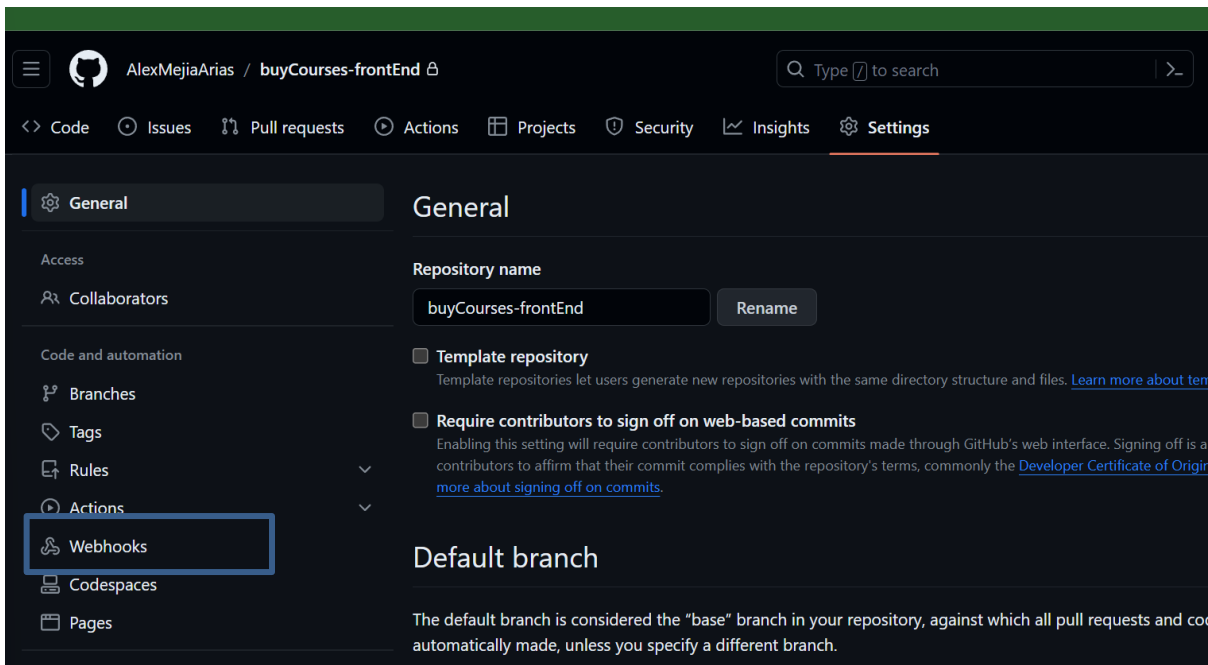 AlexMejiaArias / buyCourses-frontEnd
Type / to search
Code Issues Pull requests Actions Projects Security Insights Settings
General
Access
Collaborators
Code and automation
Branches
Tags
Rules
Actions
Webhooks
Codespaces
Pages
General
Repository name
buyCourses-frontEnd Rename
Template repository
Template repositories let users generate new repositories with the same directory structure and files. Learn more about tem
Require contributors to sign off on web-based commits
Enabling this setting will require contributors to sign off on commits made through GitHub's web interface. Signing off is a
contributors to affirm that their commit complies with the repository's terms, commonly the Developer Certificate of Origin
more about signing off on commits.
Default branch
The default branch is considered the "base" branch in your repository, against which all pull requests and co
automatically made, unless you specify a different branch.